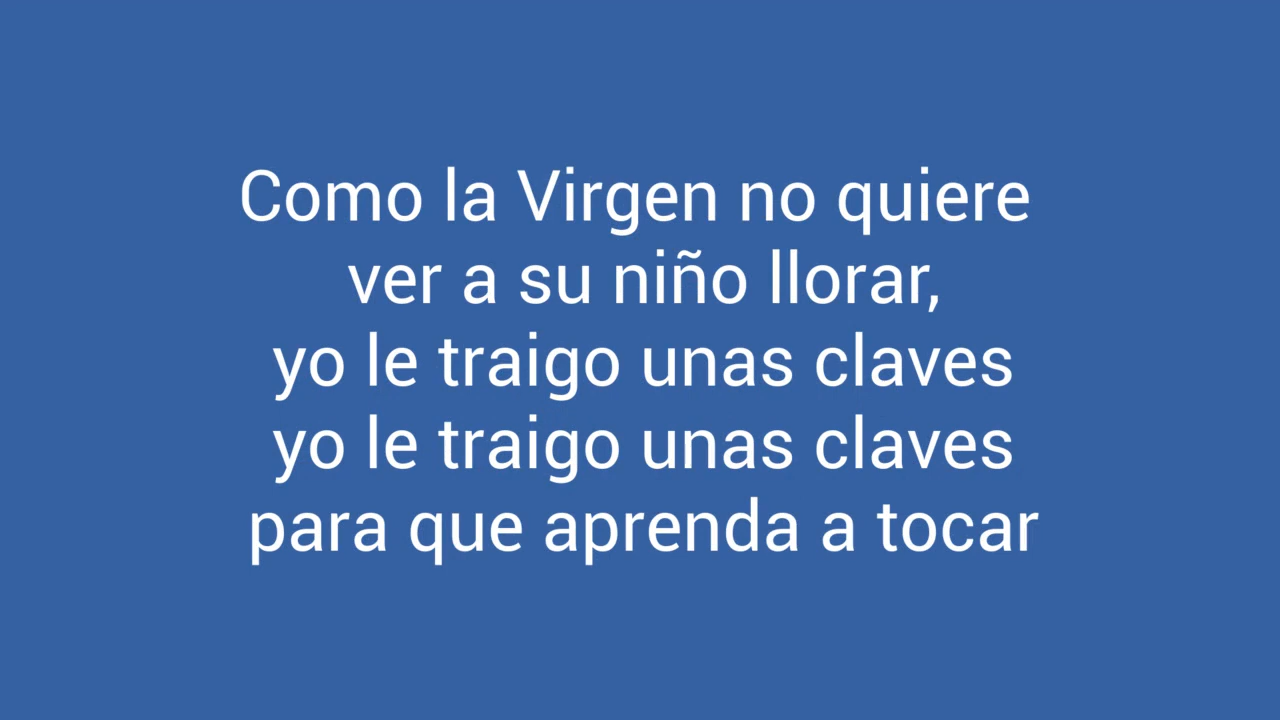 Como la Virgen no quiere
ver a su niño llorar,
yo le traigo unas claves
yo le traigo unas claves
para que aprenda a tocar